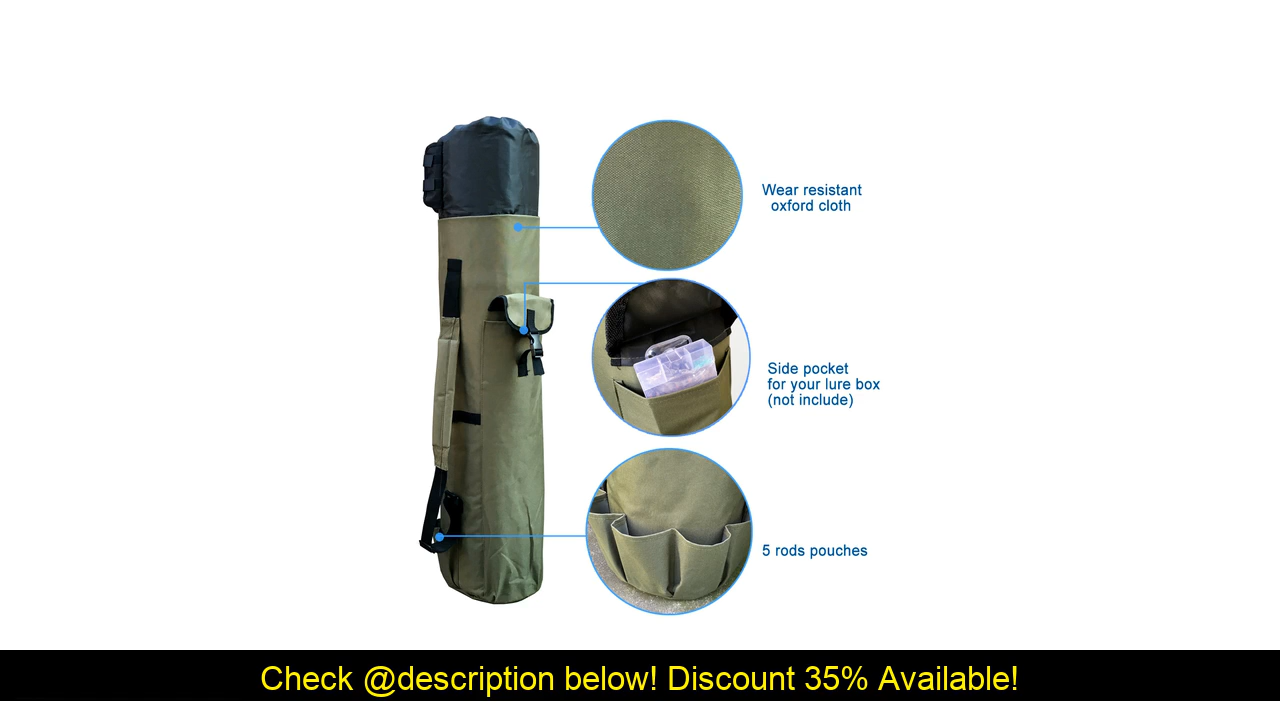 Wear resistant
oxford cloth
Side pocket
for your lure box
(not include)
5 rods pouches
Check @description below! Discount 35% Available!